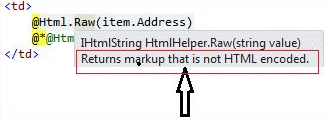 <td>
@Html.Raw(item.Address)
@*@Htm
IHtmlString HtmlHelper.Raw(string value)
Returns markup that is not HTML encoded.
</td>